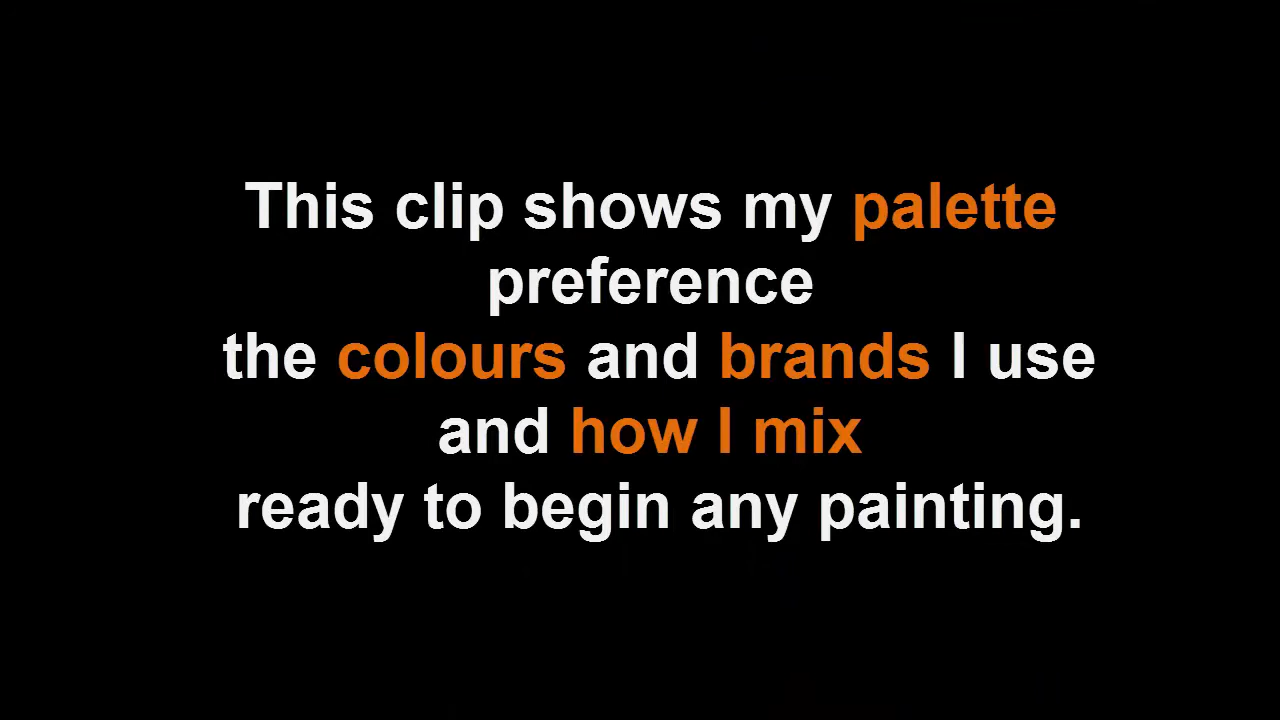 This clip shows my palette
preference
the colours and brands I use
and how I mix
ready to begin any painting.